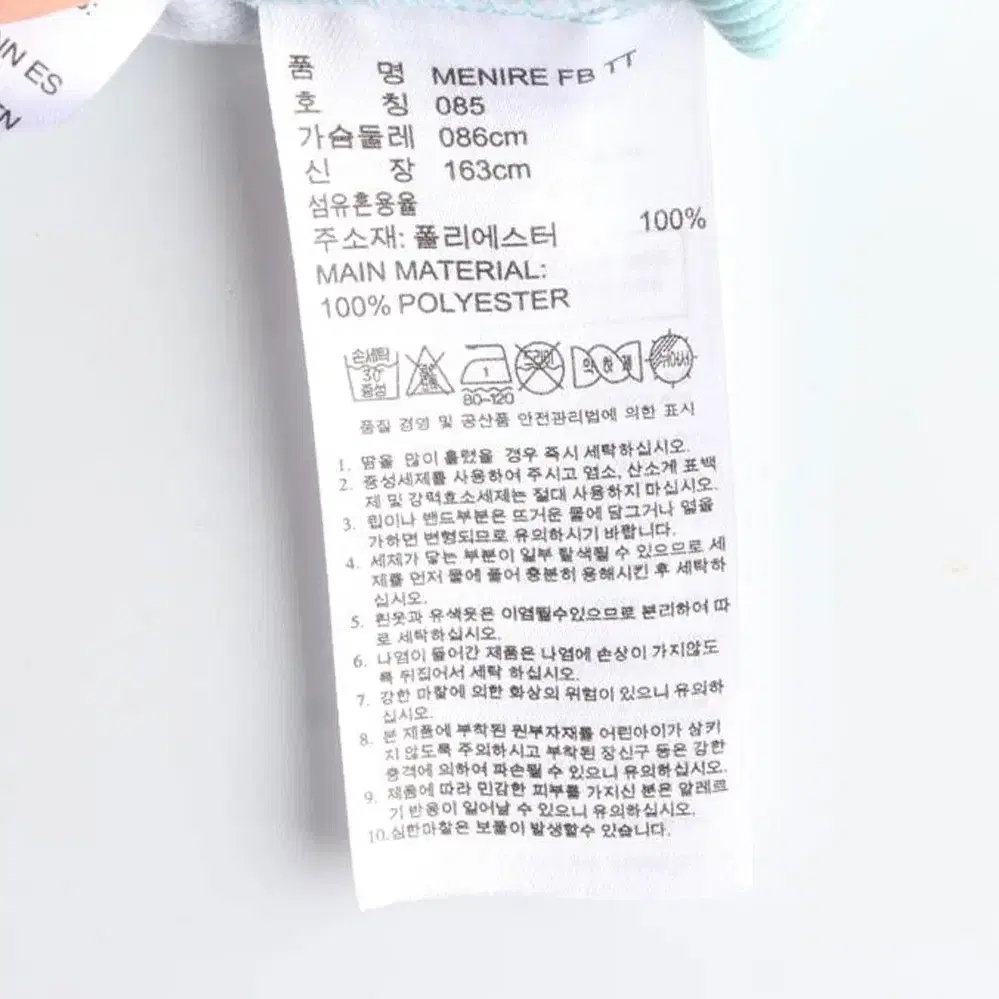 IN ES
품 명 MENIRE FB TT
호 칭 085
가슴둘레 086cm
신 장 163cm
섬유혼용율
주소재: 폴리에스터 100%
MAIN MATERIAL:
100% POLYESTER
손세탁 30 중성
1
80-120
드라이
약 하 게
품질 경영 및 공산품 안전관리법에 의한 표시
1. 땀을 많이 흘렸을 경우 즉시 세탁하십시오.
2. 중성세제를 사용하여 주시고 염소, 산소계 표백
제 및 강력효소세제는 절대 사용하지 마십시오.
3. 립이나 밴드부분은 뜨거운 물에 담그거나 열을
가하면 변형되므로 유의하시기 바랍니다.
4. 세제가 닿는 부분이 일부 탈색될 수 있으므로 세
제를 먼저 물에 풀어 충분히 용해시킨 후 세탁하
십시오.
5. 흰옷과 유색옷은 이염될수있으므로 분리하여 따
로 세탁하십시오.
6. 나염이 들어간 제품은 나염에 손상이 가지않도
록 뒤집어서 세탁 하십시오.
7. 강한 마찰에 의한 화상의 위험이 있으니 유의하
십시오.
8. 본 제품에 부착된 원부자재를 어린아이가 삼키
지 않도록 주의하시고 부착된 장신구 등은 강한
충격에 의하여 파손될 수 있으니 유의하십시오.
9. 제품에 따라 민감한 피부를 가지신 분은 알레르
기 반응이 일어날 수 있으니 유의하십시오.
10.심한마찰은 보풀이 발생할수 있습니다.